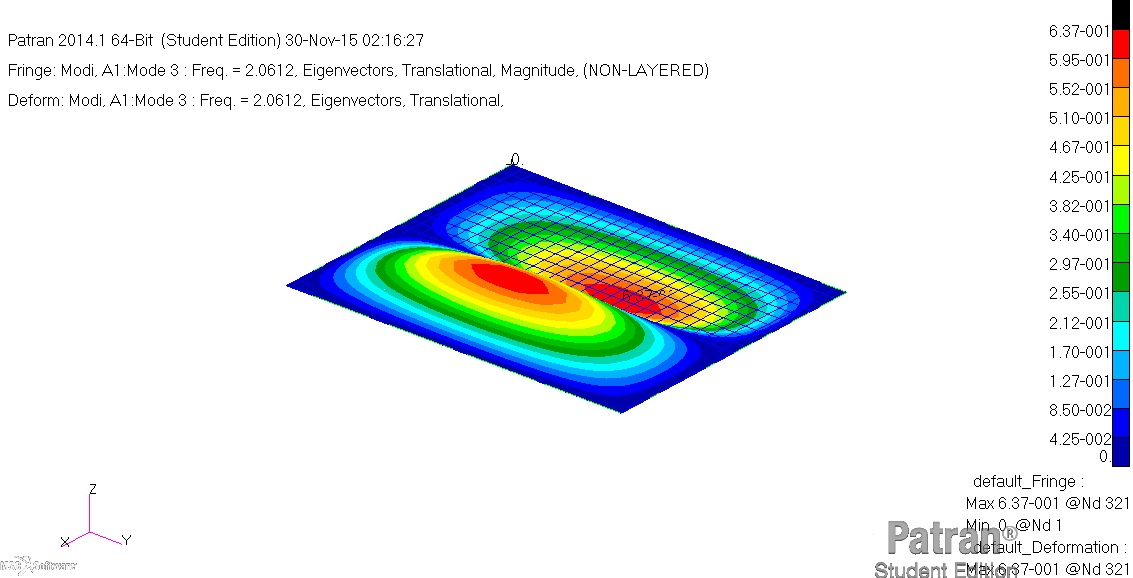 Patran 2014.1 64-Bit (Student Edition) 30-Nov-15 02:16:27
Fringe: Modi, A1:Mode 3 : Freq. = 2.0612, Eigenvectors, Translational, Magnitude, (NON-LAYERED)
Deform: Modi, A1:Mode 3 : Freq. = 2.0612, Eigenvectors, Translational,
6.37-001
5.95-001
5.52-001
5.10-001
4.67-001
4.25-001
3.82-001
3.40-001
2.97-001
2.55-001
2.12-001
1.70-001
1.27-001
8.50-002
4.25-002
0.
0.
default_Fringe :
Max 6.37-001 @Nd 321
Min 0. @Nd 1
default_Deformation :
Max 6.37-001 @Nd 321
Z
X
Y
Patran®
Student Edition